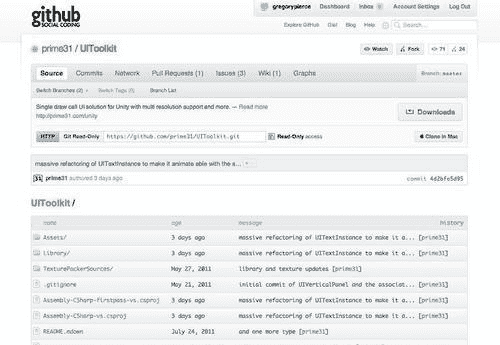 github
SOCIAL CODING
gregorypierce Dashboard Inbox 0 Account Settings Log Out
Explore GitHub Gist Blog Help Search...
prime31 / UIToolkit
Watch Fork 71 24
Source Commits Network Pull Requests (1) Issues (3) Wiki (1) Graphs Branch: master
Switch Branches (2) Switch Tags (0) Branch List
Single draw call UI solution for Unity with multi resolution support and more. — Read more
http://prime31.com/unity
Downloads
HTTP Git Read-Only https://github.com/prime31/UIToolkit.git Read-Only access Clone in Mac
massive refactoring of UITextInstance to make it animate able with the s...
prime31 authored 3 days ago commit 4d2bfc5d95
UIToolkit /
name age message history
Assets/ 3 days ago massive refactoring of UITextInstance to make it a... [prime31]
library/ 3 days ago massive refactoring of UITextInstance to make it a... [prime31]
TexturePackerSources/ May 27, 2011 library and texture updates [prime31]
.gitignore May 21, 2011 initial commit of UIVerticalPanel and the associat... [prime31]
Assembly-CSharp-firstpass-vs.csproj 3 days ago massive refactoring of UITextInstance to make it a... [prime31]
Assembly-CSharp-vs.csproj 3 days ago massive refactoring of UITextInstance to make it a... [prime31]
README.mdown July 24, 2011 and one more type [prime31]